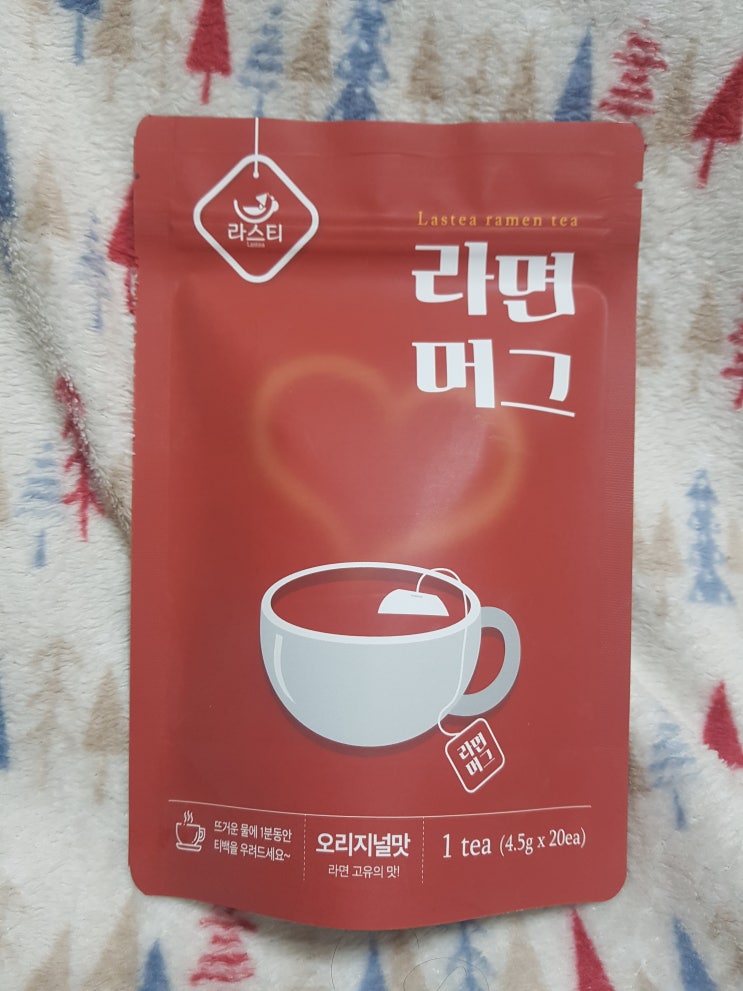 라스티
Lastea
Lastea ramen tea
라면
머그
라면
머그
뜨거운 물에 1분동안
티백을 우려드세요~
오리지널맛
라면 고유의 맛!
1 tea (4.5g x 20ea)